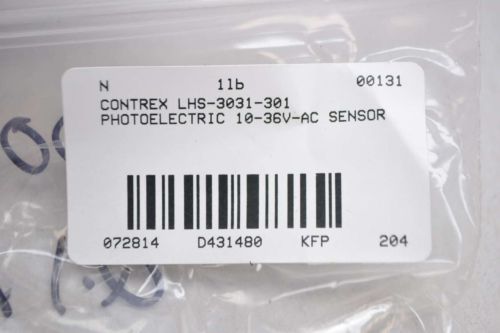 N 1lb 00131
CONTREX LHS-3031-301
PHOTOELECTRIC 10-36V-AC SENSOR
072814 D431480 KFP 204